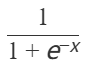 1
1 + e^{-x}